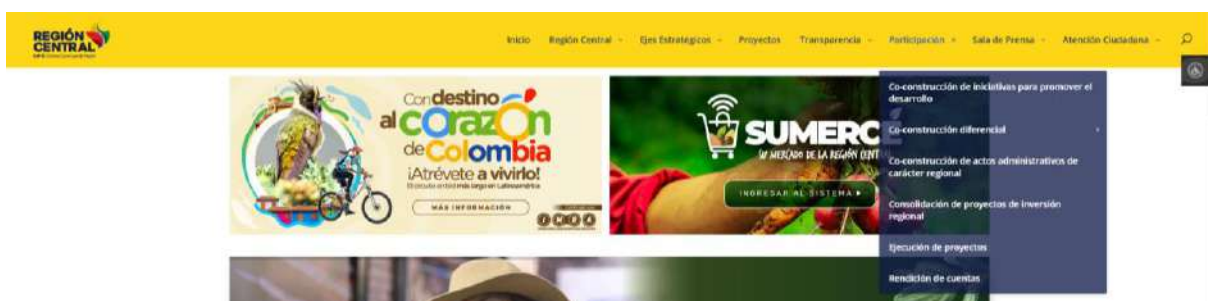 REGIÓN
CENTRAL
Inicio Región Central Ejes Estratégicos Proyectos Transparencia Participación Sala de Prensa Atención Ciudadana
Con destino
al corazón
de Colombia
¡Atrévete a vivirlo!
MÁS INFORMACIÓN
SUMERCÉ
INGRESAR AL SISTEMA
Co-construcción de iniciativas para promover el
desarrollo
Co-construcción diferencial
Co-construcción de actos administrativos de
carácter regional
Consolidación de proyectos de inversión
regional
Ejecución de proyectos
Rendición de cuentas